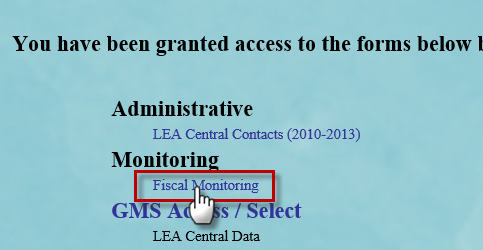 You have been granted access to the forms below
Administrative
LEA Central Contacts (2010-2013)
Monitoring
Fiscal Monitoring
GMS Access / Select
LEA Central Data